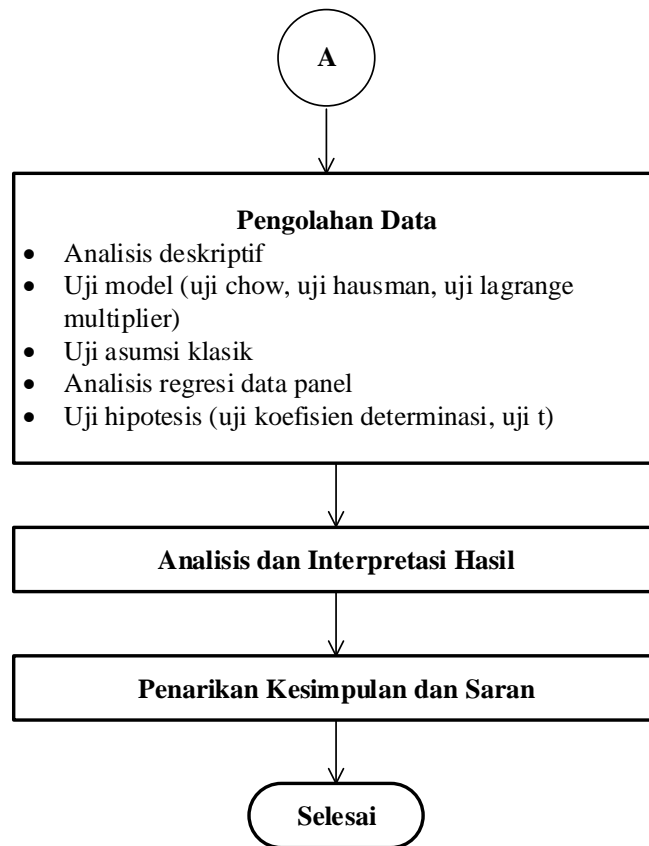 A
Pengolahan Data
• Analisis deskriptif
• Uji model (uji chow, uji hausman, uji lagrange
multiplier)
• Uji asumsi klasik
• Analisis regresi data panel
• Uji hipotesis (uji koefisien determinasi, uji t)
Analisis dan Interpretasi Hasil
Penarikan Kesimpulan dan Saran
Selesai